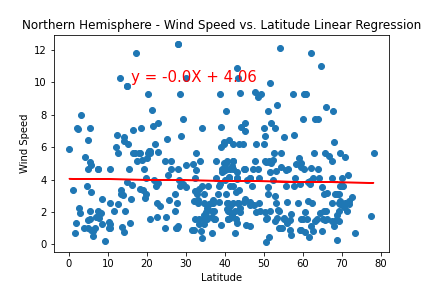 Northern Hemisphere - Wind Speed vs. Latitude Linear Regression
12
10
8
6
4
2
0
Wind Speed
y = -0.0X + 4.06
0 10 20 30 40 50 60 70 80
Latitude